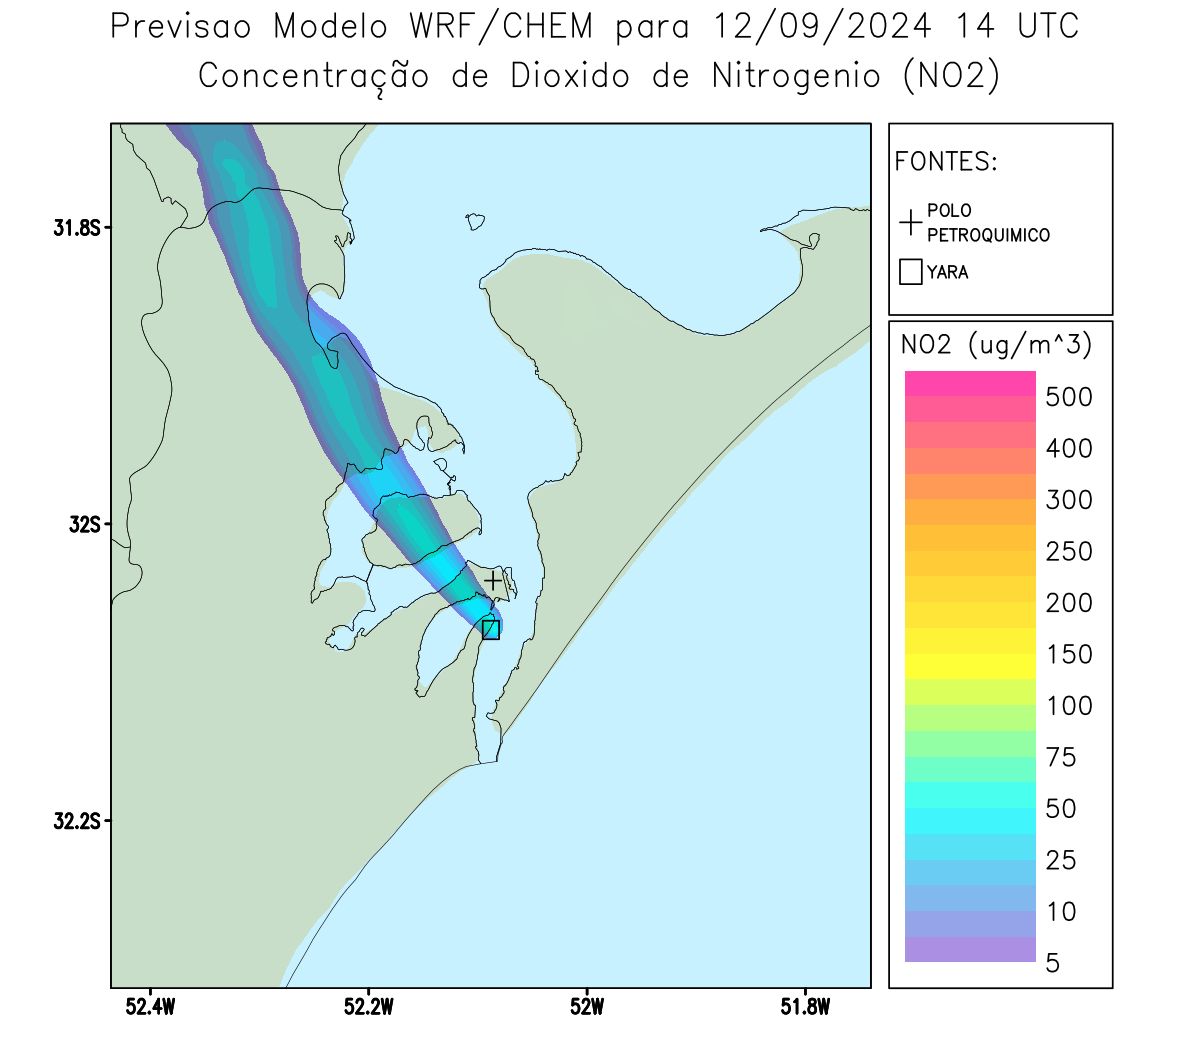 Previsao Modelo WRF/CHEM para 12/09/2024 14 UTC
Concentração de Dioxido de Nitrogenio (NO2)
FONTES:
POLO
PETROQUIMICO
YARA
NO2 (ug/m^3)
500
400
300
250
200
150
100
75
50
25
10
5
31.8S
32S
32.2S
52.4W
52.2W
52W
51.8W